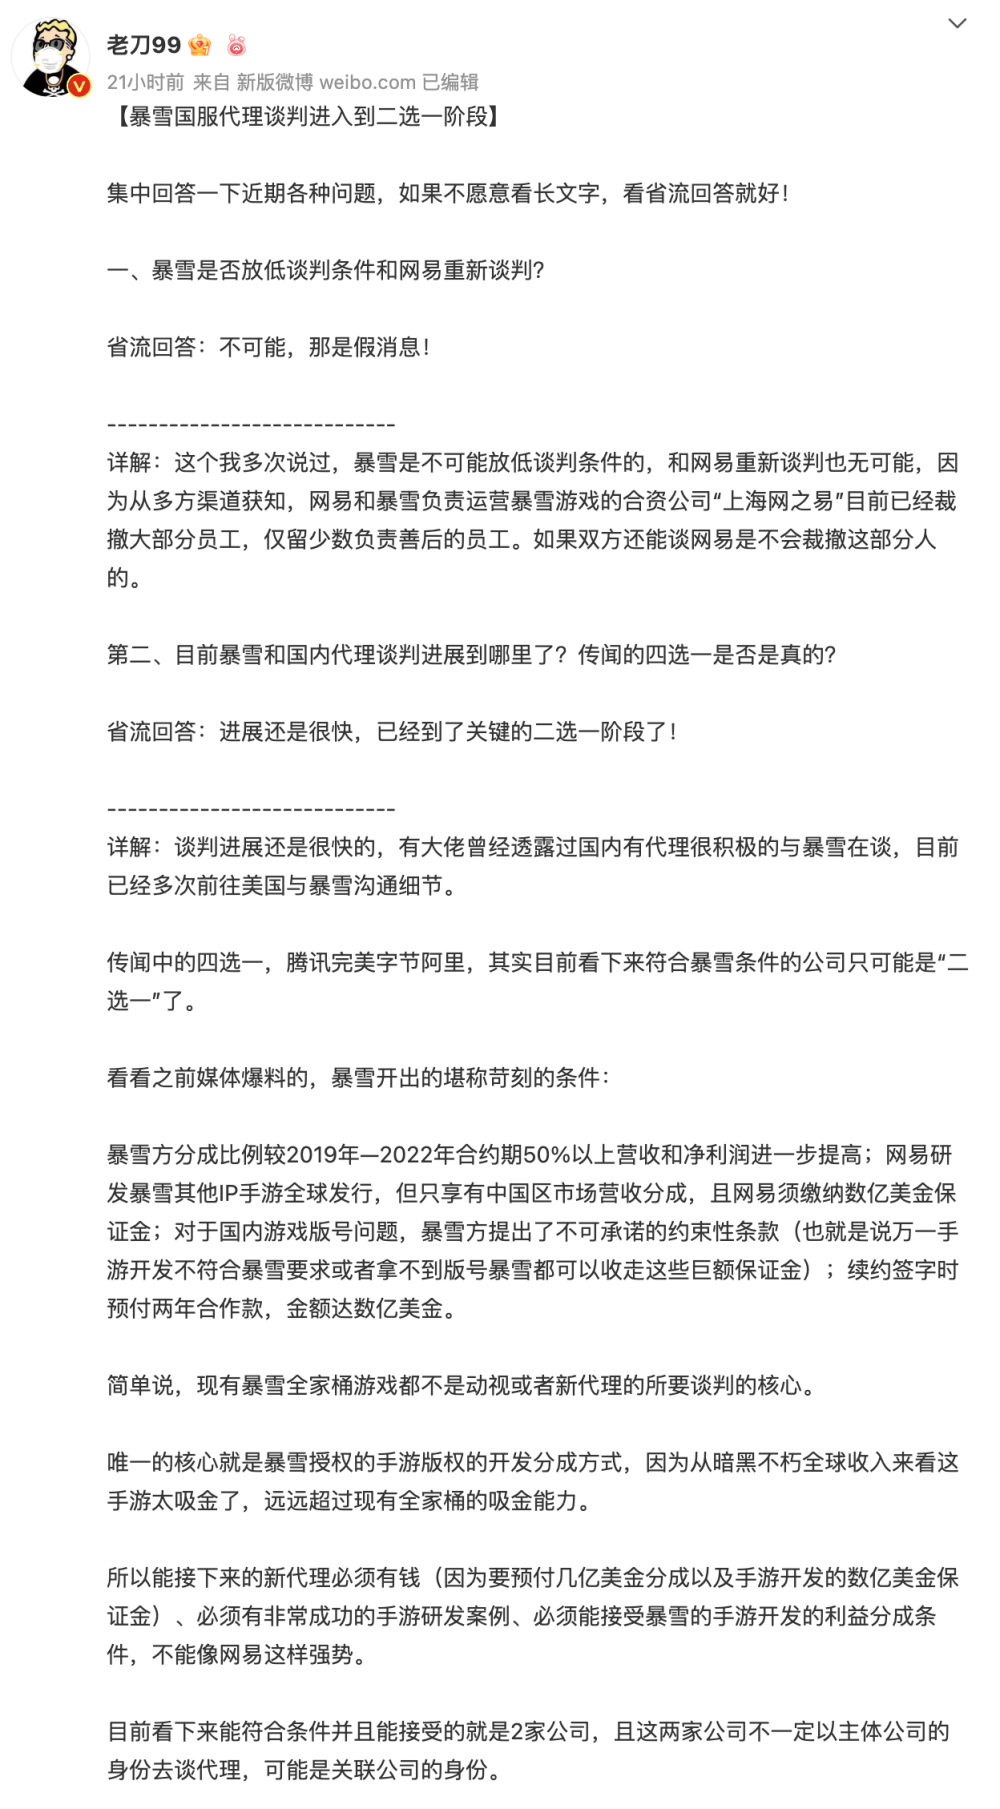 老刀99
21小时前 来自 新版微博 weibo.com 已编辑
【暴雪国服代理谈判进入到二选一阶段】
集中回答一下近期各种问题，如果不愿意看长文字，看省流回答就好！
一、暴雪是否放低谈判条件和网易重新谈判？
省流回答：不可能，那是假消息！
----------------------------
详解：这个我多次说过，暴雪是不可能放低谈判条件的，和网易重新谈判也无可能，因
为从多方渠道获知，网易和暴雪负责运营暴雪游戏的合资公司“上海网之易”目前已经裁
撤大部分员工，仅留少数负责善后的员工。如果双方还能谈网易是不会裁撤这部分人
的。
第二、目前暴雪和国内代理谈判进展到哪里了？传闻的四选一是否是真的？
省流回答：进展还是很快，已经到了关键的二选一阶段了！
----------------------------
详解：谈判进展还是很快的，有大佬曾经透露过国内有代理很积极的与暴雪在谈，目前
已经多次前往美国与暴雪沟通细节。
传闻中的四选一，腾讯完美字节阿里，其实目前看下来符合暴雪条件的公司只可能是“二
选一”了。
看看之前媒体爆料的，暴雪开出的堪称苛刻的条件：
暴雪方分成比例较2019年—2022年合约期50%以上营收和净利润进一步提高；网易研
发暴雪其他IP手游全球发行，但只享有中国区市场营收分成，且网易须缴纳数亿美金保
证金；对于国内游戏版号问题，暴雪方提出了不可承诺的约束性条款（也就是说万一手
游开发不符合暴雪要求或者拿不到版号暴雪都可以收走这些巨额保证金）；续约签字时
预付两年合作款，金额达数亿美金。
简单说，现有暴雪全家桶游戏都不是动视或者新代理的所要谈判的核心。
唯一的核心就是暴雪授权的手游版权的开发分成方式，因为从暗黑不朽全球收入来看这
手游太吸金了，远远超过现有全家桶的吸金能力。
所以能接下来的新代理必须有钱（因为要预付几亿美金分成以及手游开发的数亿美金保
证金）、必须有非常成功的手游研发案例、必须能接受暴雪的手游开发的利益分成条
件，不能像网易这样强势。
目前看下来能符合条件并且能接受的就是2家公司，且这两家公司不一定以主体公司的
身份去谈代理，可能是关联公司的身份。